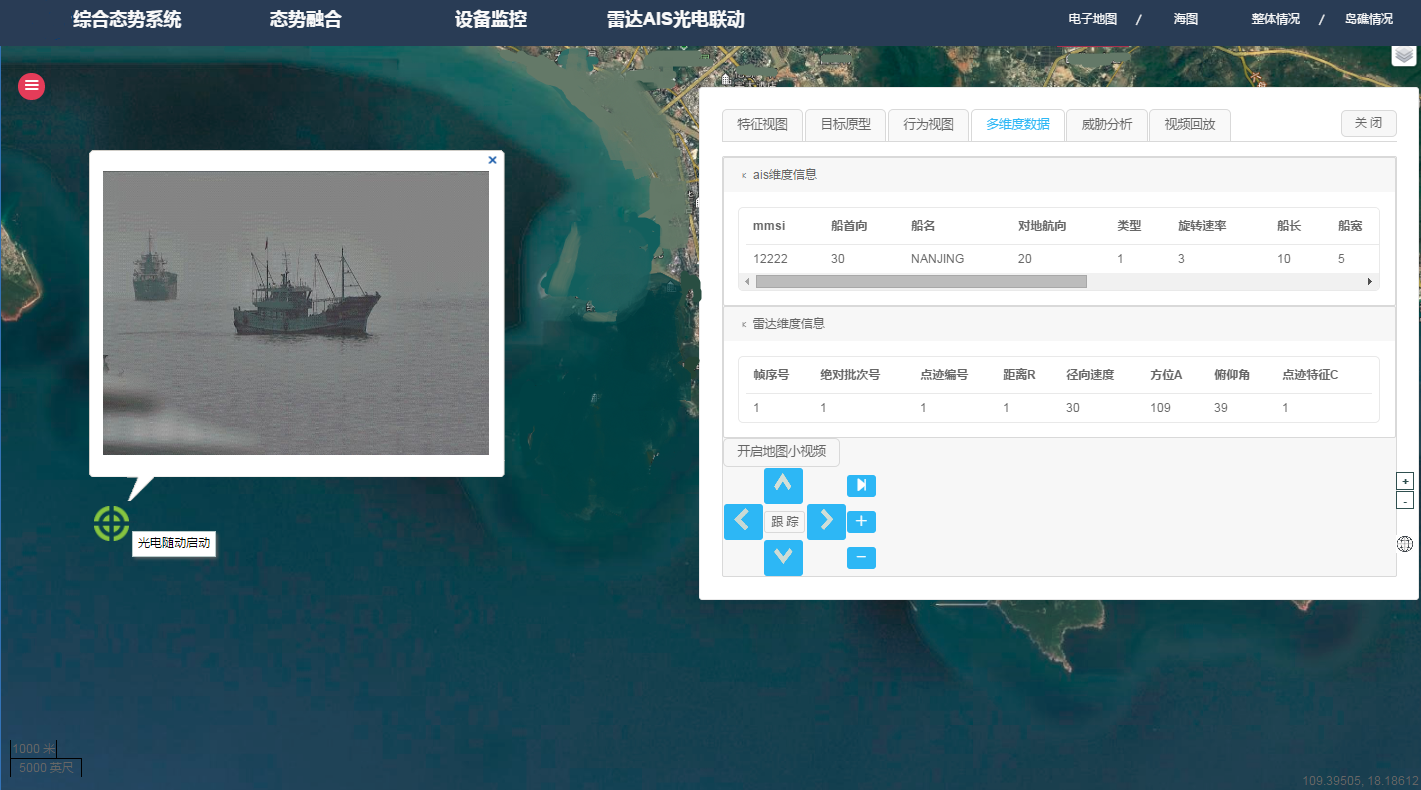 综合态势系统 态势融合 设备监控 雷达AIS光电联动 电子地图 / 海图 整体情况 / 岛礁情况
特征视图 目标原型 行为视图 多维度数据 威胁分析 视频回放 关 闭
ais维度信息
mmsi 船首向 船名 对地航向 类型 旋转速率 船长 船宽
12222 30 NANJING 20 1 3 10 5
雷达维度信息
帧序号 绝对批次号 点迹编号 距离R 径向速度 方位A 俯仰角 点迹特征C
1 1 1 1 30 109 39 1
开启地图小视频
跟 踪
光电随动启动
1000 米
5000 英尺
109.39505, 18.18612